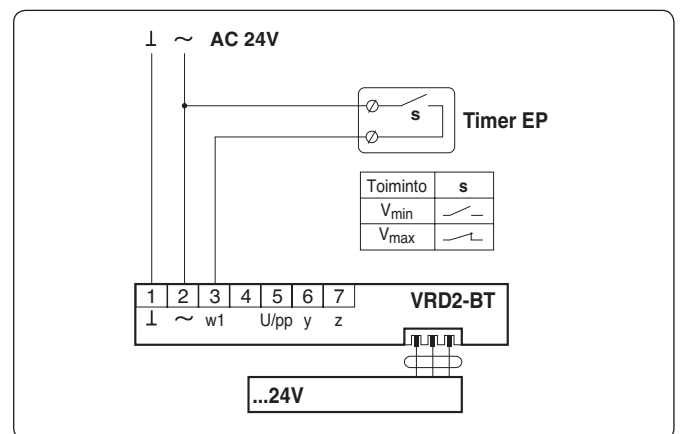 ⊥ ~ AC 24V
s
Timer EP
Toiminto s
Vmin
Vmax
1 2 3 4 5 6 7
VRD2-BT
⊥ ~ w1 U/pp y z
...24V